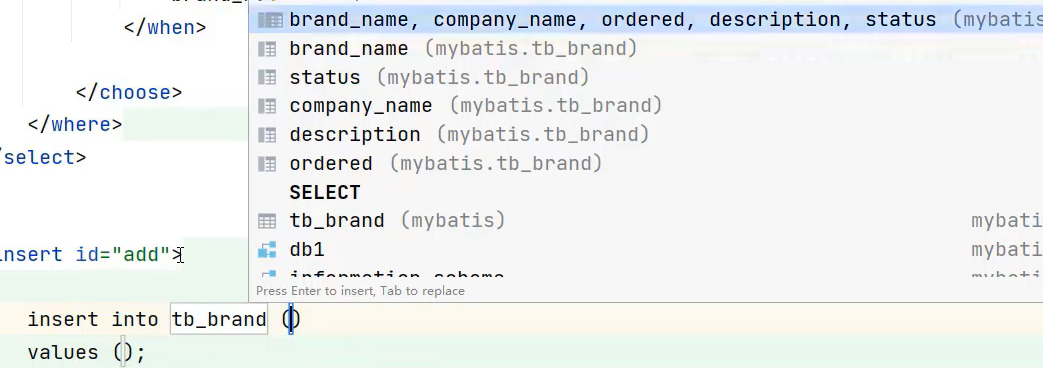 brand_name, company_name, ordered, description, status (mybatis
</when>
brand_name (mybatis.tb_brand)
status (mybatis.tb_brand)
</choose>
company_name (mybatis.tb_brand)
</where>
description (mybatis.tb_brand)
/select>
ordered (mybatis.tb_brand)
SELECT
tb_brand (mybatis) mybati
insert id="add">
db1 mybati
information_schema mybati
Press Enter to insert, Tab to replace
insert into tb_brand ()
values ();